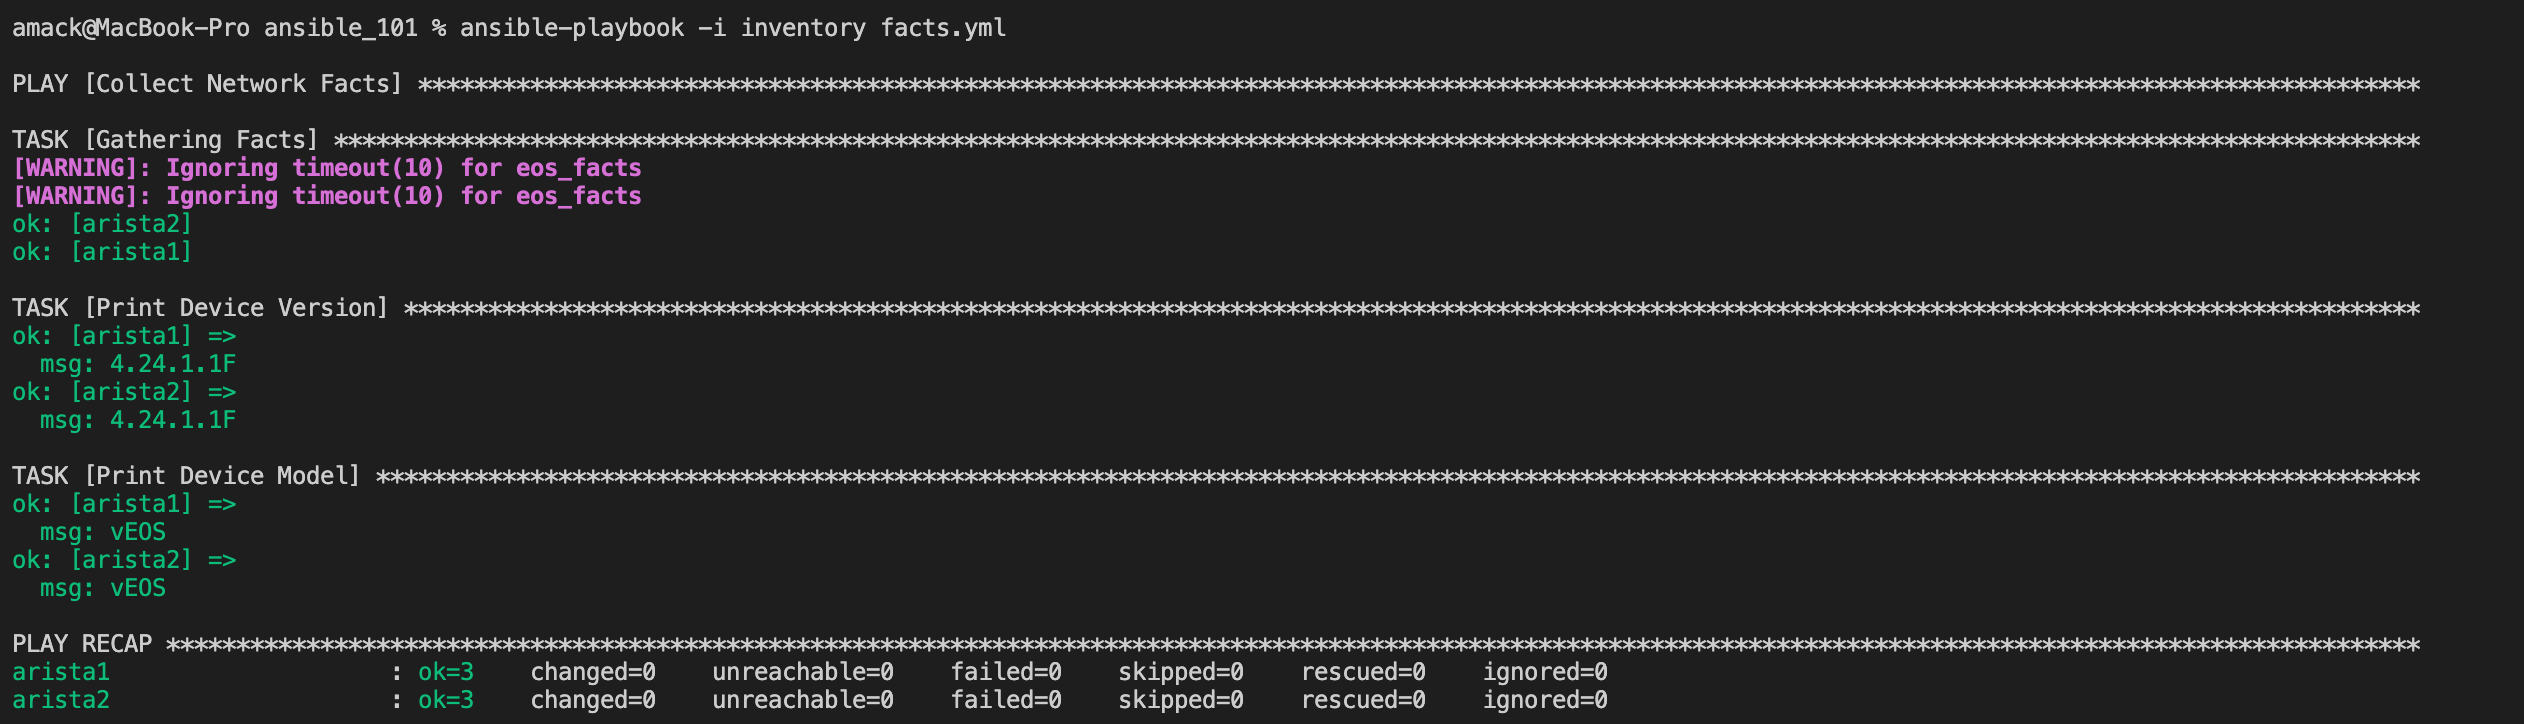 amack@MacBook-Pro ansible_101 % ansible-playbook -i inventory facts.yml
PLAY [Collect Network Facts] ***********************************************************************************************************************************************
TASK [Gathering Facts] *****************************************************************************************************************************************************
[WARNING]: Ignoring timeout(10) for eos_facts
[WARNING]: Ignoring timeout(10) for eos_facts
ok: [arista2]
ok: [arista1]
TASK [Print Device Version] ************************************************************************************************************************************************
ok: [arista1] =>
  msg: 4.24.1.1F
ok: [arista2] =>
  msg: 4.24.1.1F
TASK [Print Device Model] **************************************************************************************************************************************************
ok: [arista1] =>
  msg: vEOS
ok: [arista2] =>
  msg: vEOS
PLAY RECAP *****************************************************************************************************************************************************************
arista1                    : ok=3    changed=0    unreachable=0    failed=0    skipped=0    rescued=0    ignored=0
arista2                    : ok=3    changed=0    unreachable=0    failed=0    skipped=0    rescued=0    ignored=0